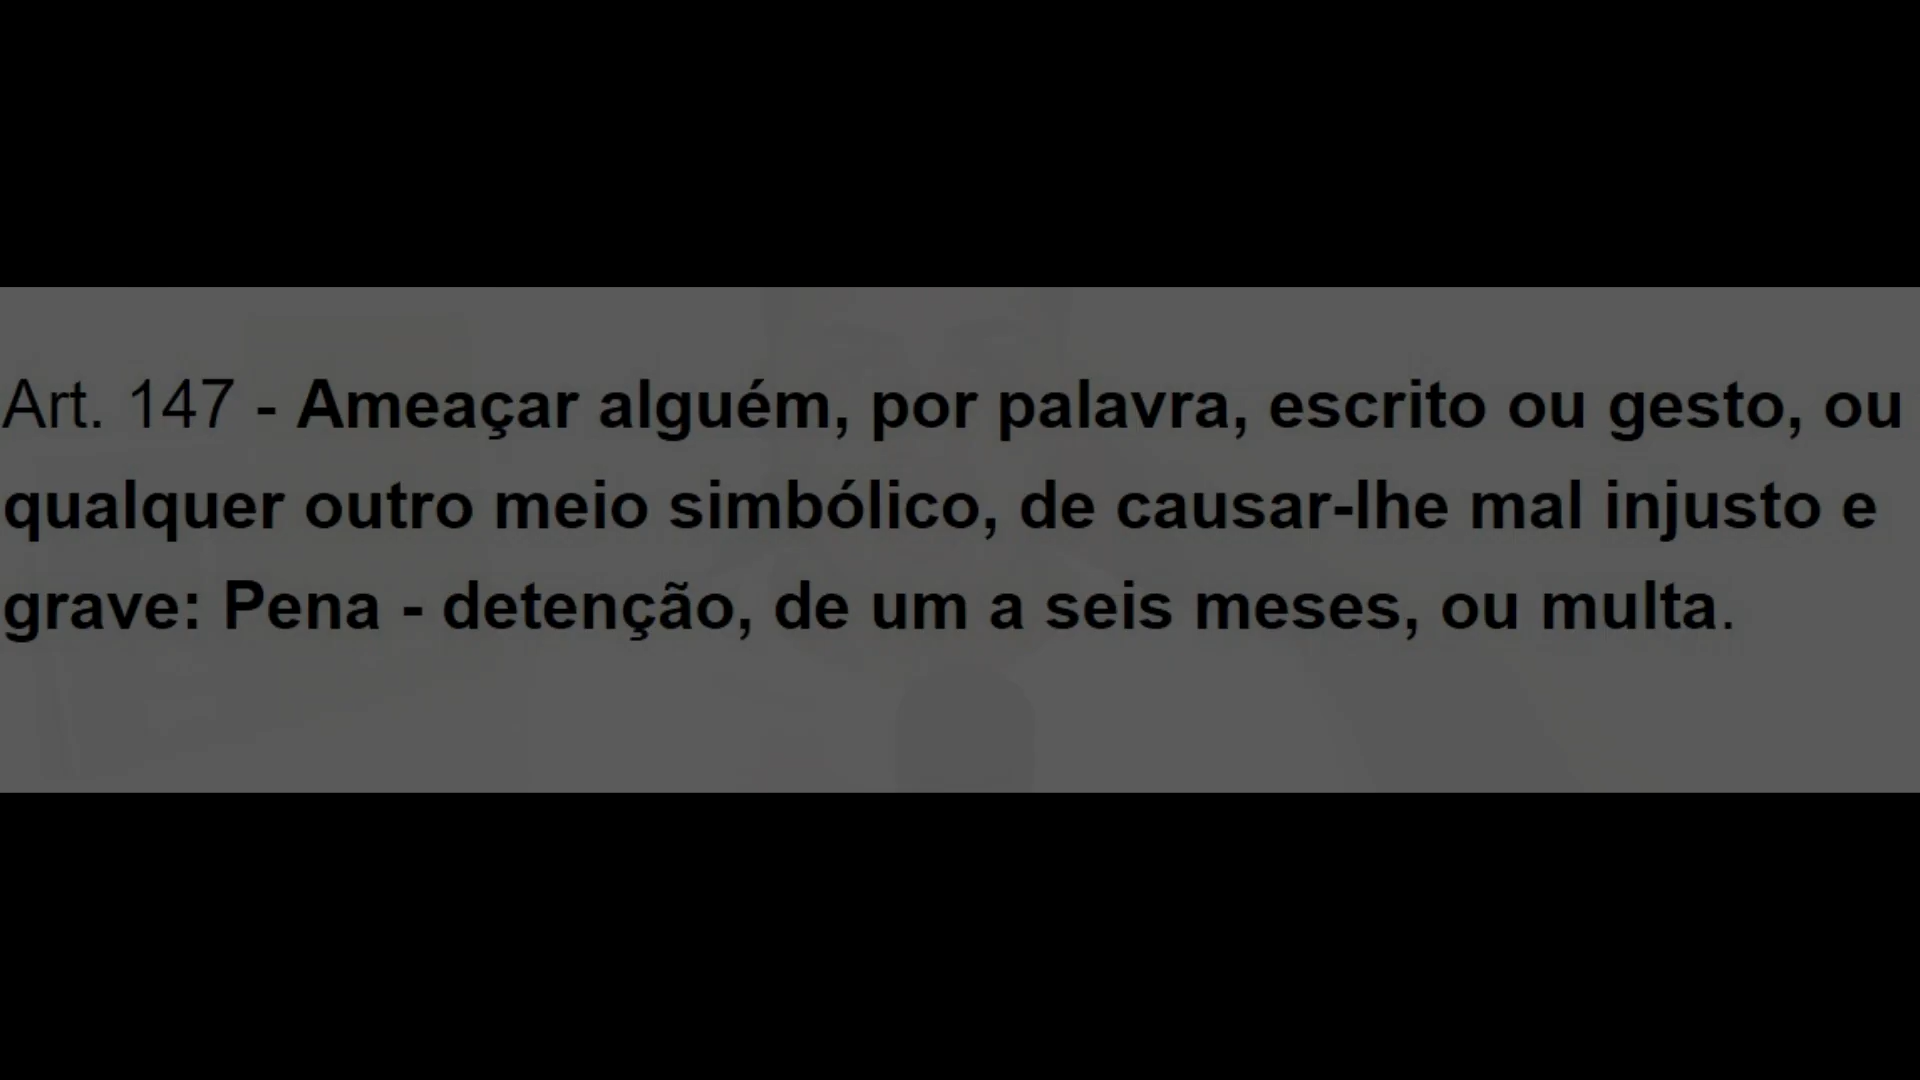 Art. 147 - Ameaçar alguém, por palavra, escrito ou gesto, ou
qualquer outro meio simbólico, de causar-lhe mal injusto e
grave: Pena - detenção, de um a seis meses, ou multa.